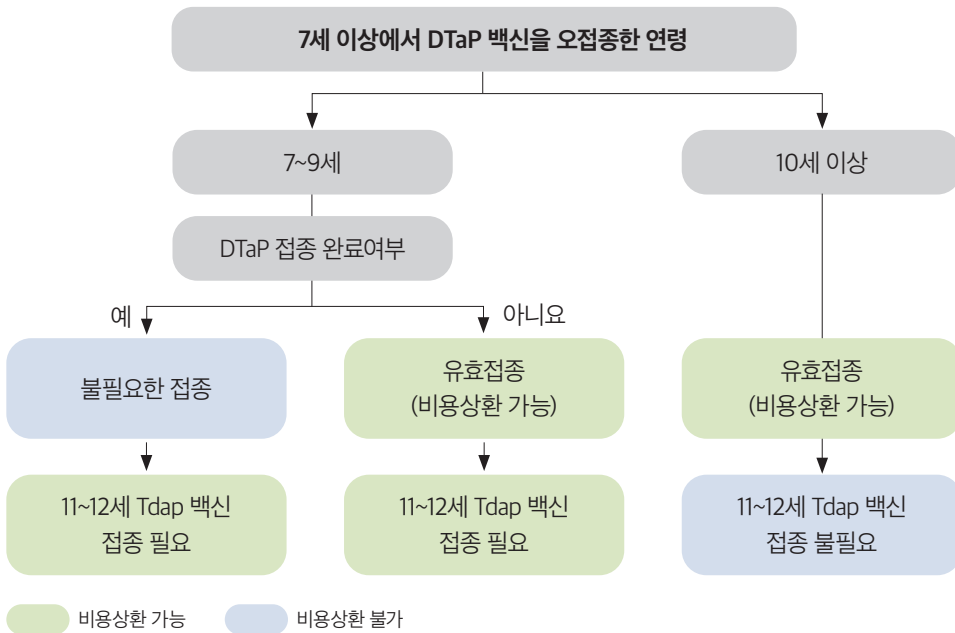 7세 이상에서 DTaP 백신을 오접종한 연령
7~9세
10세 이상
DTaP 접종 완료여부
예
아니요
불필요한 접종
유효접종
(비용상환 가능)
유효접종
(비용상환 가능)
11~12세 Tdap 백신
접종 필요
11~12세 Tdap 백신
접종 필요
11~12세 Tdap 백신
접종 불필요
비용상환 가능
비용상환 불가